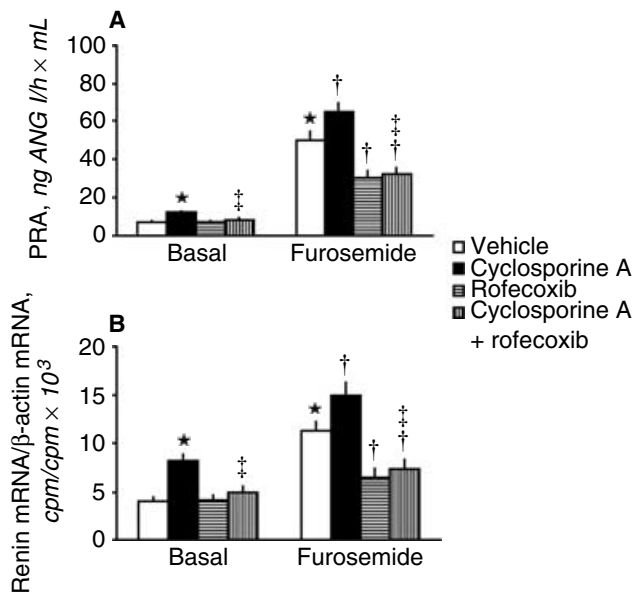 A
PRA, ng ANG I/h × mL
100
80
60
40
20
0
★
‡
★
†
†
‡
†
Basal
Furosemide
Vehicle
Cyclosporine A
Rofecoxib
Cyclosporine A
+ rofecoxib
B
Renin mRNA/β-actin mRNA,
cpm/cpm × 10³
20
15
10
5
0
★
‡
★
†
†
‡
†
Basal
Furosemide